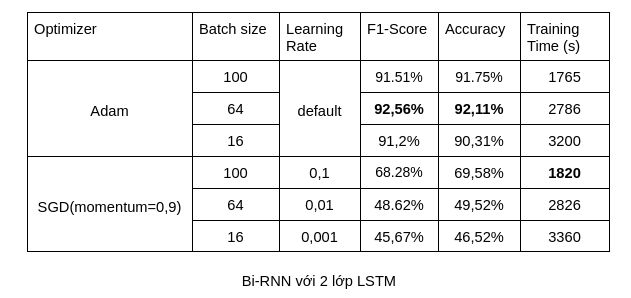 Optimizer Batch size Learning Rate F1-Score Accuracy Training Time (s)
Adam 100 default 91.51% 91.75% 1765
64 92,56% 92,11% 2786
16 91,2% 90,31% 3200
SGD(momentum=0,9) 100 0,1 68.28% 69,58% 1820
64 0,01 48.62% 49,52% 2826
16 0,001 45,67% 46,52% 3360
Bi-RNN với 2 lớp LSTM